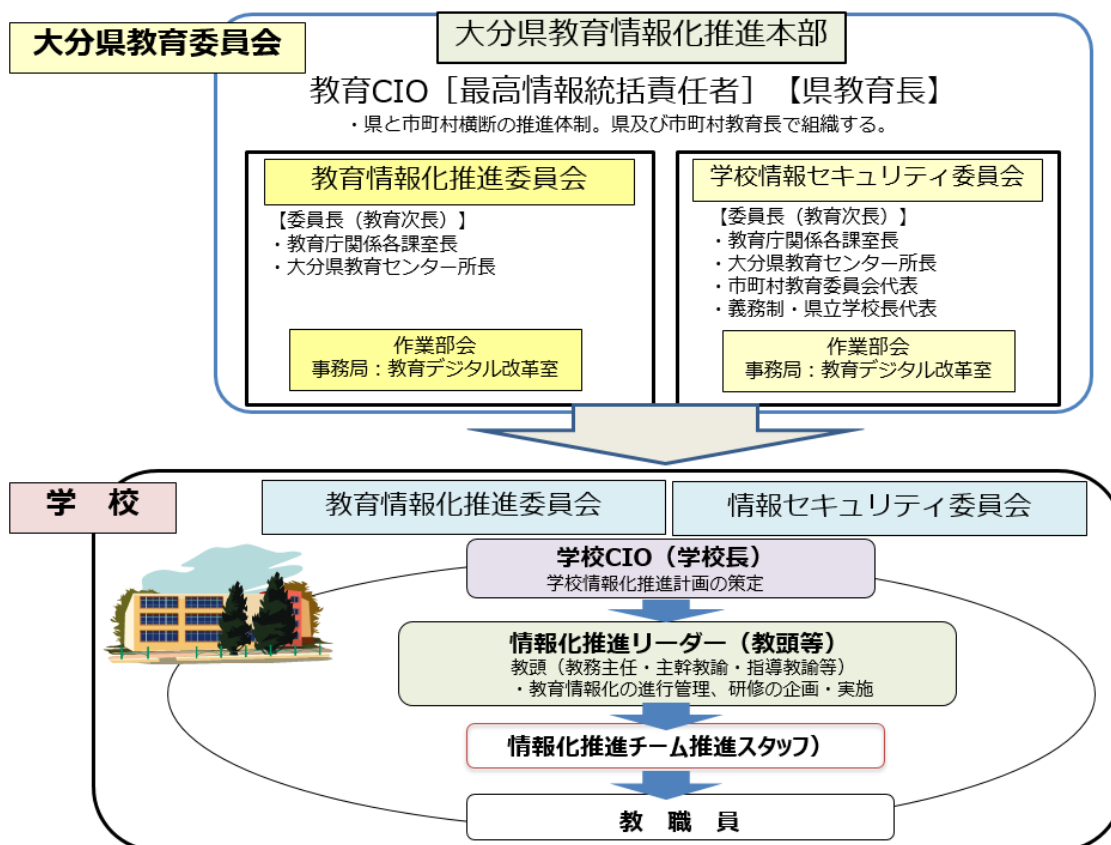 大分県教育委員会
大分県教育情報化推進本部
教育CIO［最高情報統括責任者］【県教育長】
・県と市町村横断の推進体制。県及び市町村教育長で組織する。
教育情報化推進委員会
【委員長（教育次長）】
・教育庁関係各課室長
・大分県教育センター所長
作業部会
事務局：教育デジタル改革室
学校情報セキュリティ委員会
【委員長（教育次長）】
・教育庁関係各課室長
・大分県教育センター所長
・市町村教育委員会代表
・義務制・県立学校長代表
作業部会
事務局：教育デジタル改革室
学　校
教育情報化推進委員会
情報セキュリティ委員会
学校CIO（学校長）
学校情報化推進計画の策定
情報化推進リーダー（教頭等）
教頭（教務主任・主幹教諭・指導教諭等）
・教育情報化の進行管理、研修の企画・実施
情報化推進チーム推進スタッフ）
教　職　員